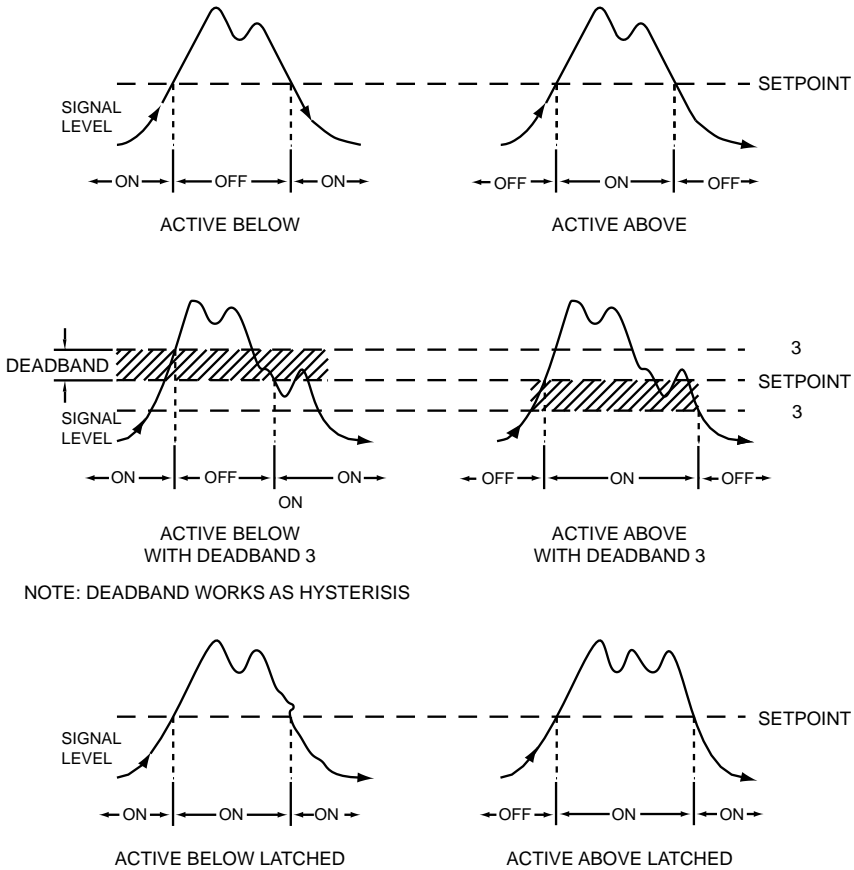 SETPOINT
SIGNAL
LEVEL
ON OFF ON OFF ON OFF
ACTIVE BELOW ACTIVE ABOVE
3
DEADBAND SETPOINT
SIGNAL
LEVEL
3
ON OFF ON OFF ON OFF
ON
ACTIVE BELOW
WITH DEADBAND 3
ACTIVE ABOVE
WITH DEADBAND 3
NOTE: DEADBAND WORKS AS HYSTERISIS
SETPOINT
SIGNAL
LEVEL
ON ON ON OFF ON ON
ACTIVE BELOW LATCHED ACTIVE ABOVE LATCHED